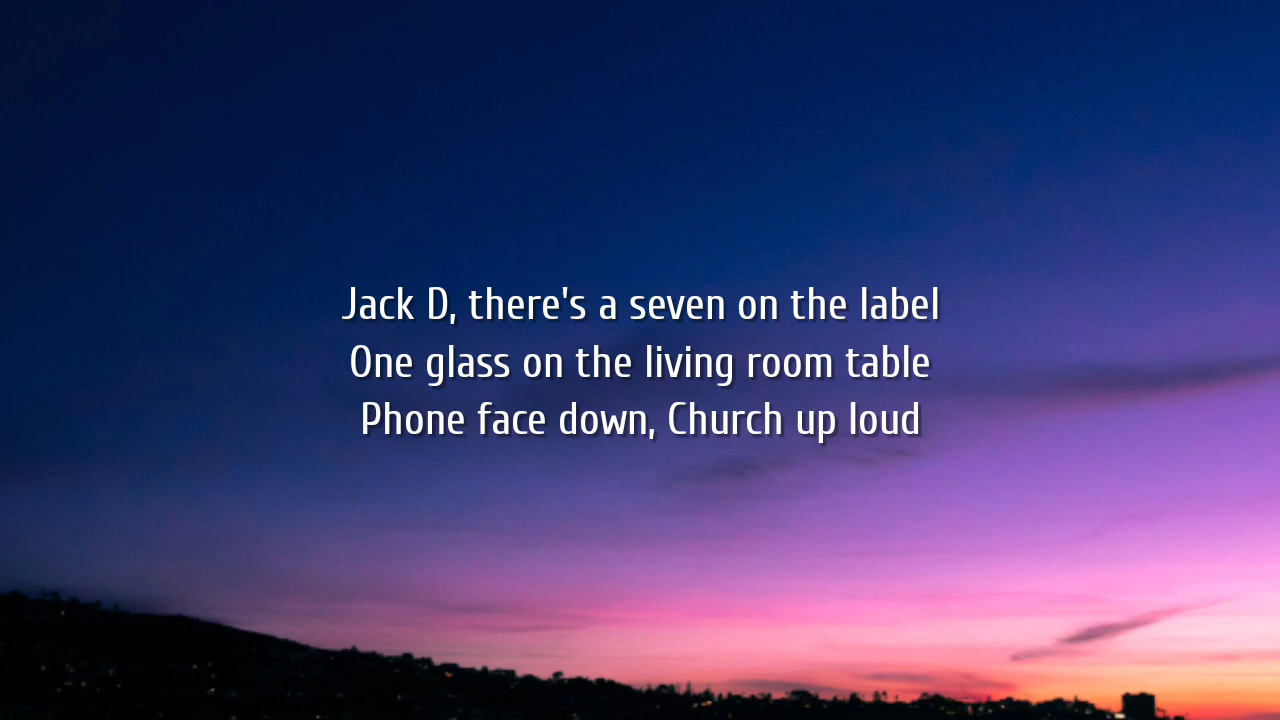 Jack D, there's a seven on the label
One glass on the living room table
Phone face down, Church up loud